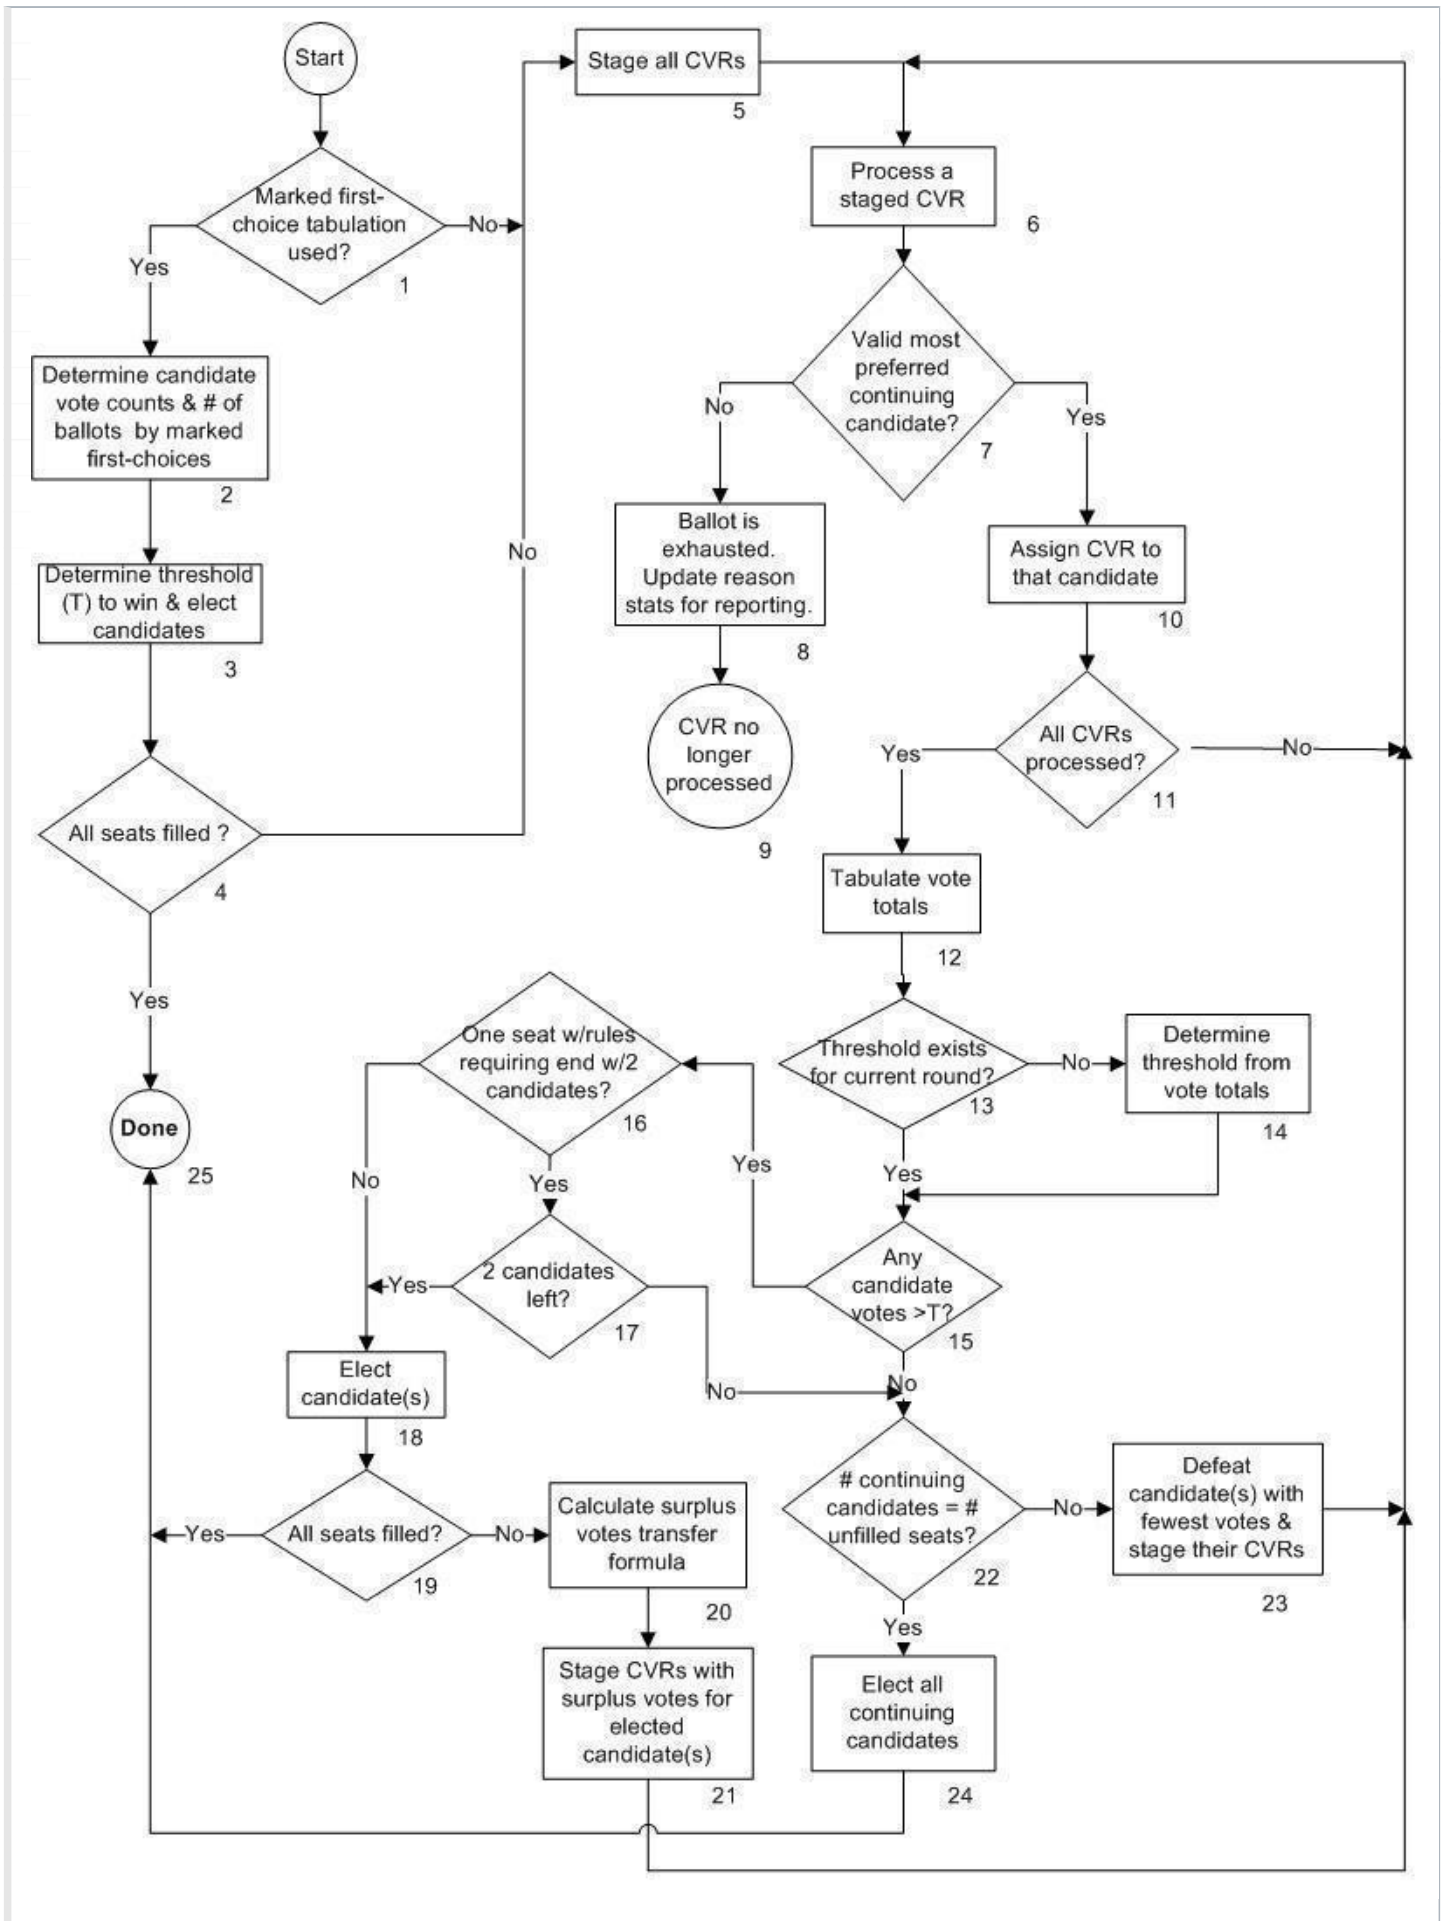 Start
Marked first-
choice tabulation
used?
1
No
Yes
Determine candidate
vote counts & # of
ballots by marked
first-choices
2
Determine threshold
(T) to win & elect
candidates
3
All seats filled ?
4
No
Yes
Done
25
Stage all CVRs
5
Process a
staged CVR
6
Valid most
preferred
continuing
candidate?
7
No
Yes
Ballot is
exhausted.
Update reason
stats for reporting.
8
CVR no
longer
processed
9
Assign CVR to
that candidate
10
All CVRs
processed?
11
No
Yes
Tabulate vote
totals
12
Threshold exists
for current round?
13
No
Determine
threshold from
vote totals
14
Yes
Any
candidate
votes >T?
15
Yes
No
One seat w/rules
requiring end w/2
candidates?
16
No
Yes
2 candidates
left?
17
Yes
No
Elect
candidate(s)
18
All seats filled?
19
Yes
No
Calculate surplus
votes transfer
formula
20
Stage CVRs with
surplus votes for
elected
candidate(s)
21
# continuing
candidates = #
unfilled seats?
22
No
Defeat
candidate(s) with
fewest votes &
stage their CVRs
23
Yes
Elect all
continuing
candidates
24